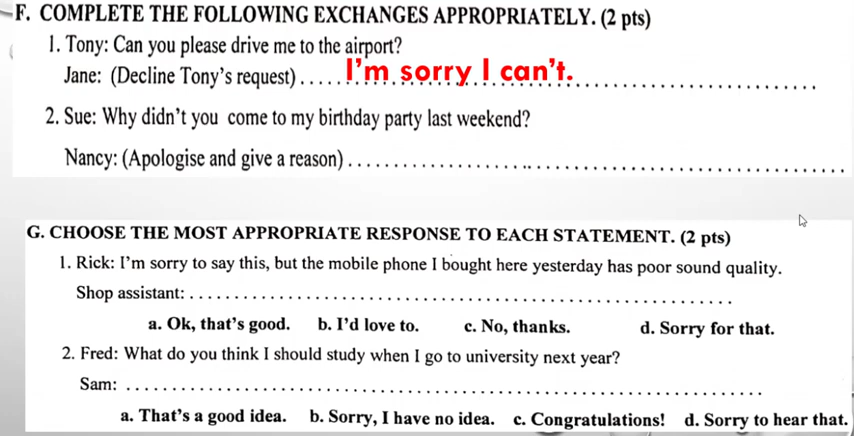 F. COMPLETE THE FOLLOWING EXCHANGES APPROPRIATELY. (2 pts)
1. Tony: Can you please drive me to the airport?
Jane: (Decline Tony's request) ..... I'm sorry I can't. ..............................
2. Sue: Why didn't you come to my birthday party last weekend?
Nancy: (Apologise and give a reason) ............................................................
G. CHOOSE THE MOST APPROPRIATE RESPONSE TO EACH STATEMENT. (2 pts)
1. Rick: I'm sorry to say this, but the mobile phone I bought here yesterday has poor sound quality.
Shop assistant: ............................................................
a. Ok, that's good. b. I'd love to. c. No, thanks. d. Sorry for that.
2. Fred: What do you think I should study when I go to university next year?
Sam: ......................................................................
a. That's a good idea. b. Sorry, I have no idea. c. Congratulations! d. Sorry to hear that.